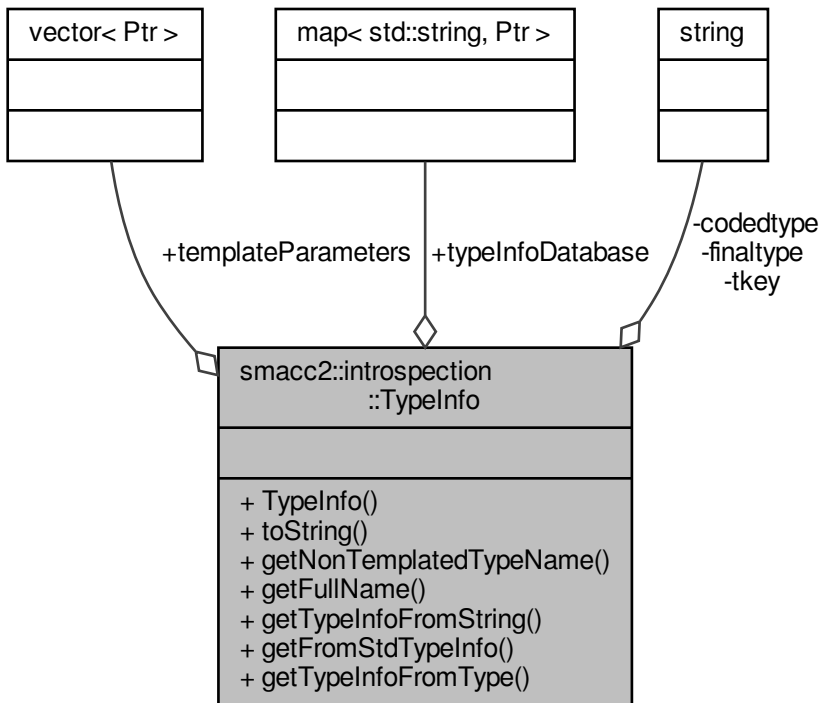 vector< Ptr >
map< std::string, Ptr >
string
+templateParameters
+typeInfoDatabase
-codedtype
-finaltype
-tkey
smacc2::introspection
::TypeInfo
+ TypeInfo()
+ toString()
+ getNonTemplatedTypeName()
+ getFullName()
+ getTypeInfoFromString()
+ getFromStdTypeInfo()
+ getTypeInfoFromType()